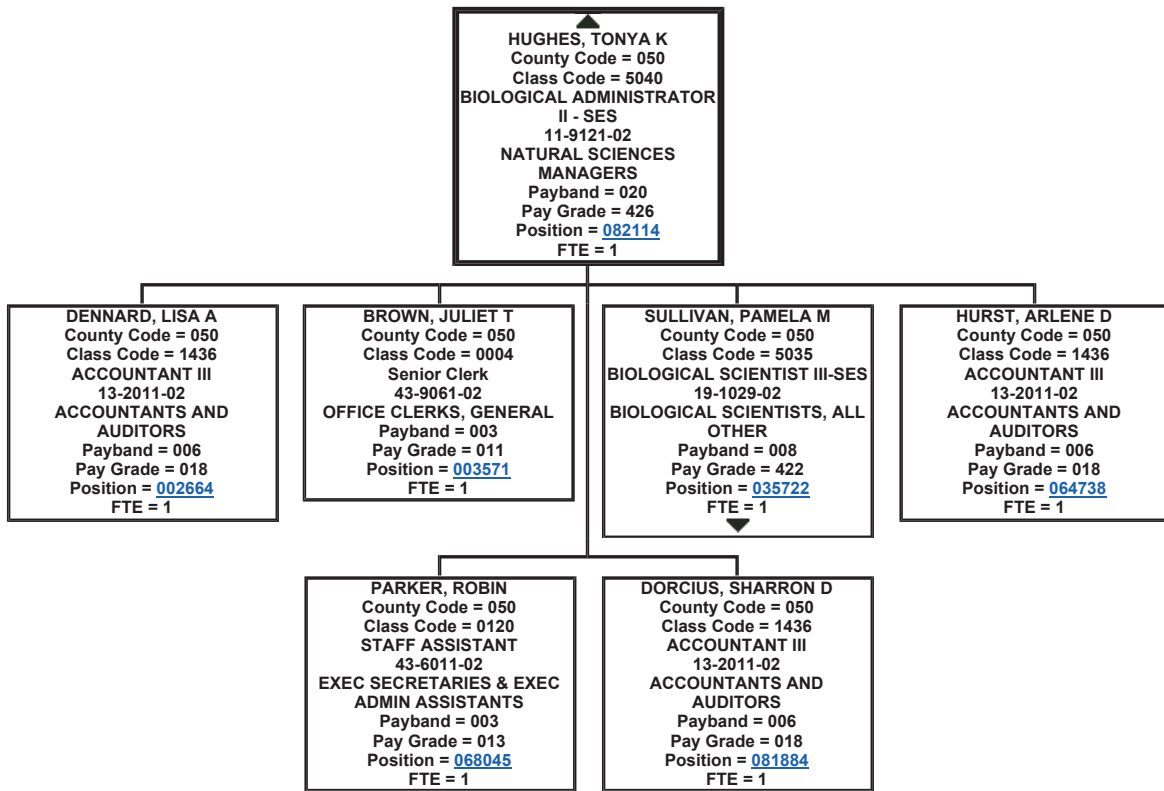 HUGHES, TONYA K
County Code = 050
Class Code = 5040
BIOLOGICAL ADMINISTRATOR
II - SES
11-9121-02
NATURAL SCIENCES
MANAGERS
Payband = 020
Pay Grade = 426
Position = 082114
FTE = 1
DENNARD, LISA A
County Code = 050
Class Code = 1436
ACCOUNTANT III
13-2011-02
ACCOUNTANTS AND
AUDITORS
Payband = 006
Pay Grade = 018
Position = 002664
FTE = 1
BROWN, JULIET T
County Code = 050
Class Code = 0004
Senior Clerk
43-9061-02
OFFICE CLERKS, GENERAL
Payband = 003
Pay Grade = 011
Position = 003571
FTE = 1
SULLIVAN, PAMELA M
County Code = 050
Class Code = 5035
BIOLOGICAL SCIENTIST III-SES
19-1029-02
BIOLOGICAL SCIENTISTS, ALL
OTHER
Payband = 008
Pay Grade = 422
Position = 035722
FTE = 1
HURST, ARLENE D
County Code = 050
Class Code = 1436
ACCOUNTANT III
13-2011-02
ACCOUNTANTS AND
AUDITORS
Payband = 006
Pay Grade = 018
Position = 064738
FTE = 1
PARKER, ROBIN
County Code = 050
Class Code = 0120
STAFF ASSISTANT
43-6011-02
EXEC SECRETARIES & EXEC
ADMIN ASSISTANTS
Payband = 003
Pay Grade = 013
Position = 068045
FTE = 1
DORCIUS, SHARRON D
County Code = 050
Class Code = 1436
ACCOUNTANT III
13-2011-02
ACCOUNTANTS AND
AUDITORS
Payband = 006
Pay Grade = 018
Position = 081884
FTE = 1